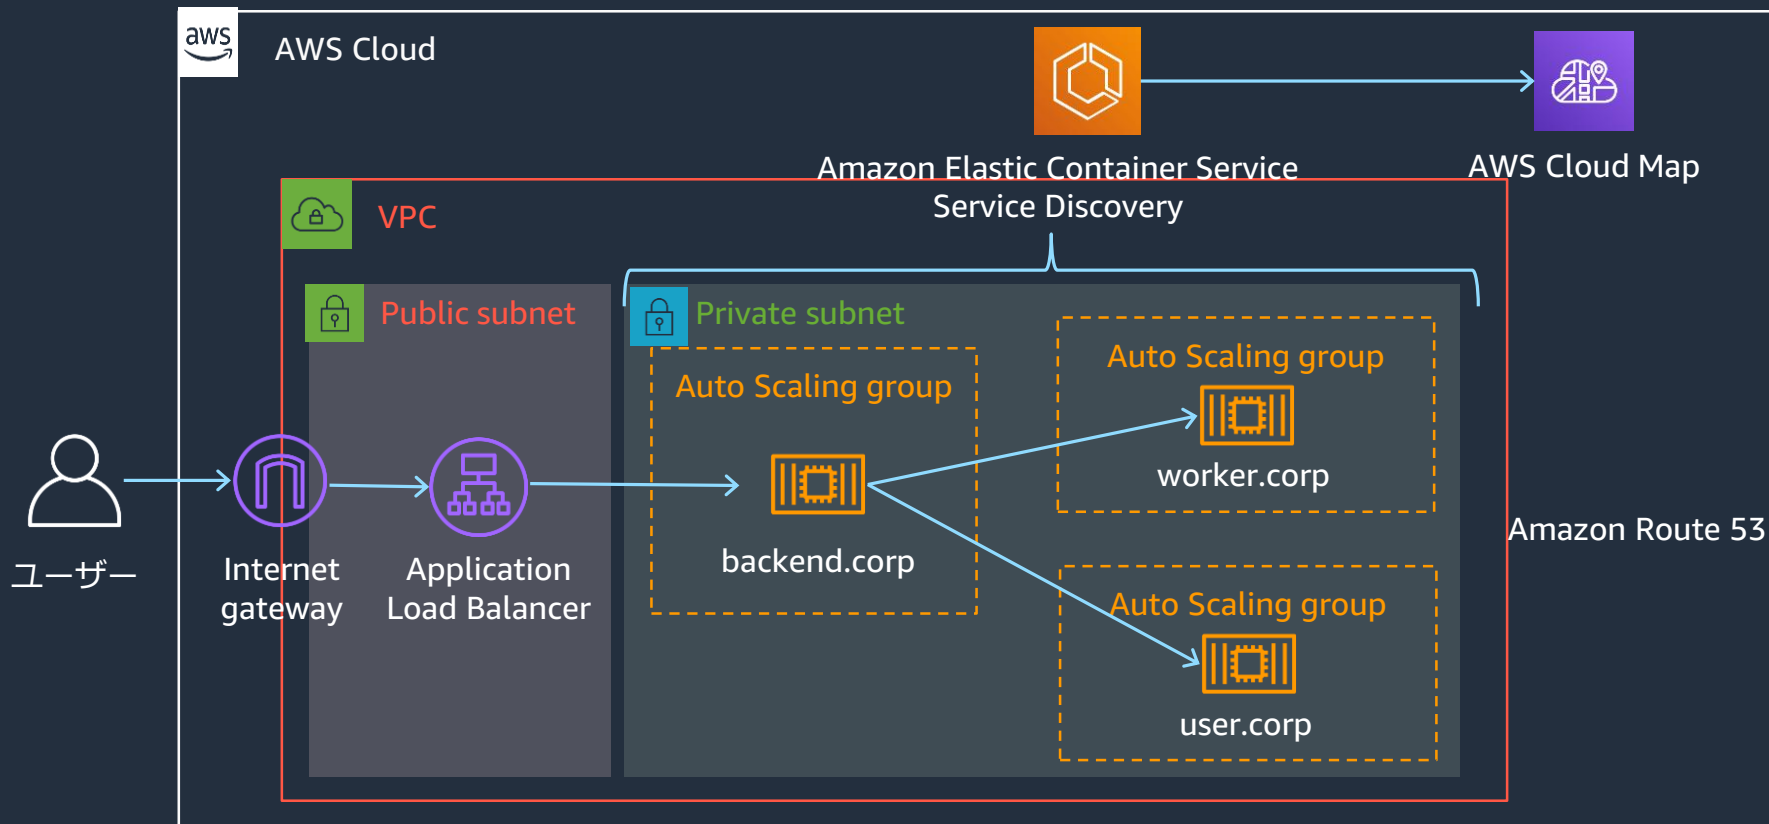 aws
AWS Cloud
Amazon Elastic Container Service
Service Discovery
AWS Cloud Map
VPC
Public subnet
Private subnet
Auto Scaling group
Auto Scaling group
worker.corp
backend.corp
Amazon Route 53
ユーザー
Internet
gateway
Application
Load Balancer
Auto Scaling group
user.corp